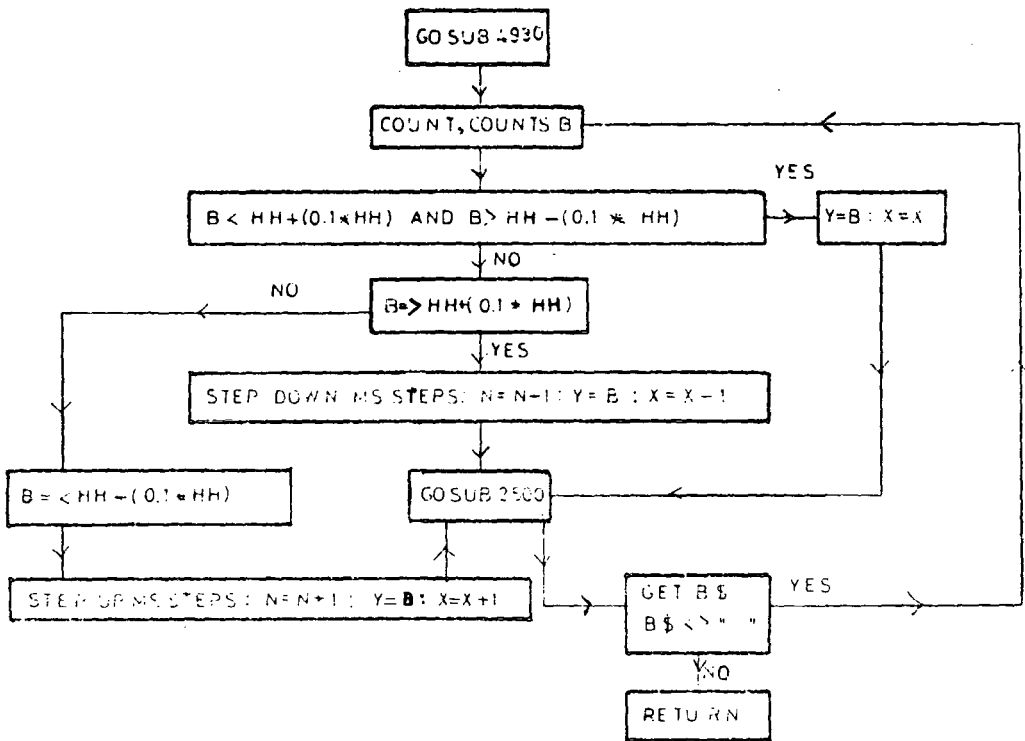 GO SUB 4930
COUNT, COUNTS B
YES
B < HH+(0.1*HH) AND B> HH-(0.1 * HH)
Y=B : X=X
NO
NO
B=> HH+(0.1 * HH)
YES
STEP DOWN MS STEPS: N=N-1: Y=B : X=X-1
B=<HH-(0.1*HH)
GO SUB 2500
STEP UP MS STEPS: N=N+1: Y=B: X=X+1
GET B$
B$ <> " "
YES
NO
RETURN